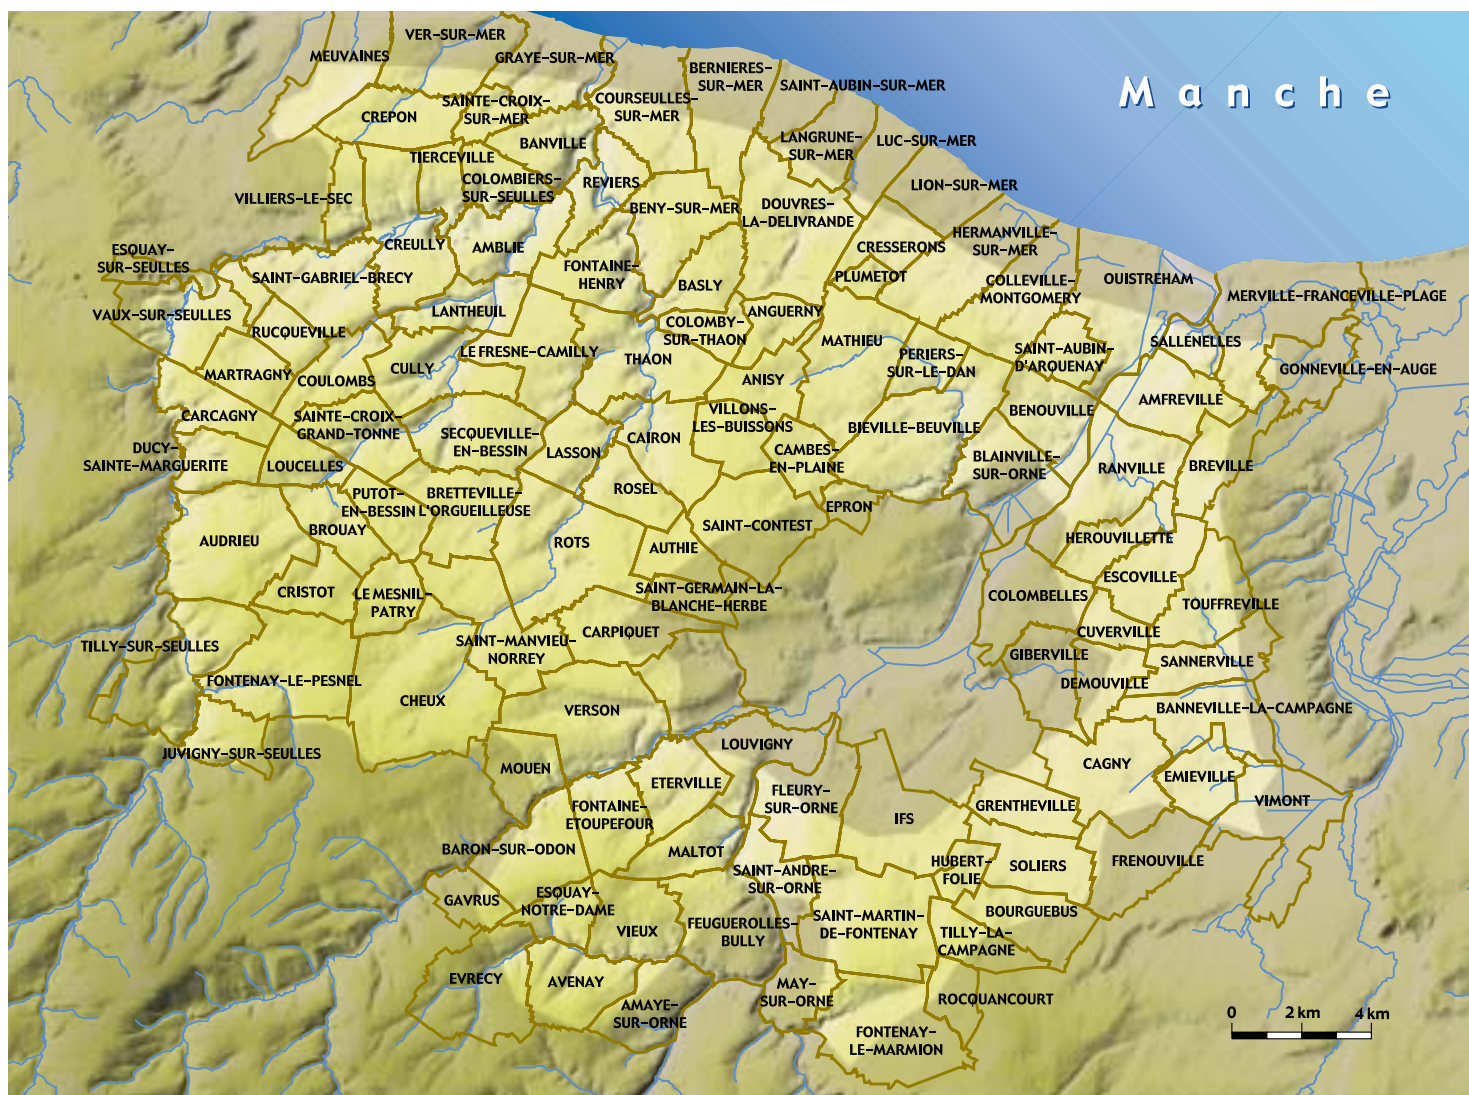 VER-SUR-MER
MEUVAINES
GRAYE-SUR-MER
BERNIERES-
SUR-MER
SAINT-AUBIN-SUR-MER
Manche
SAINTE-CROIX-
SUR-MER
COURSEULLES-
SUR-MER
CREPON
BANVILLE
LANGRUNE-
SUR-MER
LUC-SUR-MER
TIERCEVILLE
COLOMBIERS-
SUR-SEULLES
REVIERS
LION-SUR-MER
VILLIERS-LE-SEC
BENY-SUR-MER
DOUVRES-
LA-DELIVRANDE
HERMANVILLE-
SUR-MER
ESQUAY-
SUR-SEULLES
CREULLY
AMBLIE
CRESSERONS
SAINT-GABRIEL-BRECY
FONTAINE-
HENRY
BASLY
PLUMETOT
COLLEVILLE-
MONTGOMERY
OUISTREHAM
MERVILLE-FRANCEVILLE-PLAGE
VAUX-SUR-SEULLES
RUCQUEVILLE
LANTHEUIL
COLOMBY-
SUR-THAON
ANGUERNY
MATHIEU
SALLENELLES
LE FRESNE-CAMILLY
THAON
PERIERS-
SUR-LE-DAN
SAINT-AUBIN-
D'ARQUENAY
GONNEVILLE-EN-AUGE
MARTRAGNY
COULOMBS
CULLY
ANISY
AMFREVILLE
CARCAGNY
SAINTE-CROIX-
GRAND-TONNE
VILLONS-
LES-BUISSONS
BENOUVILLE
BIEVILLE-BEUVILLE
SECQUEVILLE-
EN-BESSIN
LASSON
CAIRON
CAMBES-
EN-PLAINE
BLAINVILLE-
SUR-ORNE
RANVILLE
BREVILLE
DUCY-
SAINTE-MARGUERITE
LOUCELLES
PUTOT-
EN-BESSIN
BRETTEVILLE-
L'ORGUEILLEUSE
ROSEL
EPRON
SAINT-CONTEST
BROUAY
AUDRIEU
ROTS
AUTHIE
HEROUVILLETTE
CRISTOT
LE MESNIL-
PATRY
SAINT-GERMAIN-LA-
BLANCHE-HERBE
COLOMBELLES
ESCOVILLE
TOUFFREVILLE
TILLY-SUR-SEULLES
SAINT-MANVIEU-
NORREY
CARPIQUET
CUVERVILLE
GIBERVILLE
SANNERVILLE
FONTENAY-LE-PESNEL
CHEUX
VERSON
DEMOUVILLE
BANNEVILLE-LA-CAMPAGNE
JUVIGNY-SUR-SEULLES
MOUEN
LOUVIGNY
CAGNY
ETERVILLE
FLEURY-
SUR-ORNE
EMIEVILLE
FONTAINE-
ETOUPEFOUR
IFS
GRENTHEVILLE
VIMONT
BARON-SUR-ODON
MALTOT
SAINT-ANDRE-
SUR-ORNE
HUBERT-
FOLIE
SOLIERS
FRENOUVILLE
GAVRUS
ESQUAY-
NOTRE-DAME
VIEUX
FEUGUEROLLES-
BULLY
SAINT-MARTIN-
DE-FONTENAY
BOURGUEBUS
TILLY-LA-
CAMPAGNE
EVRECY
AVENAY
AMAYE-
SUR-ORNE
MAY-
SUR-ORNE
ROCQUANCOURT
FONTENAY-
LE-MARMION
0 2 km 4 km